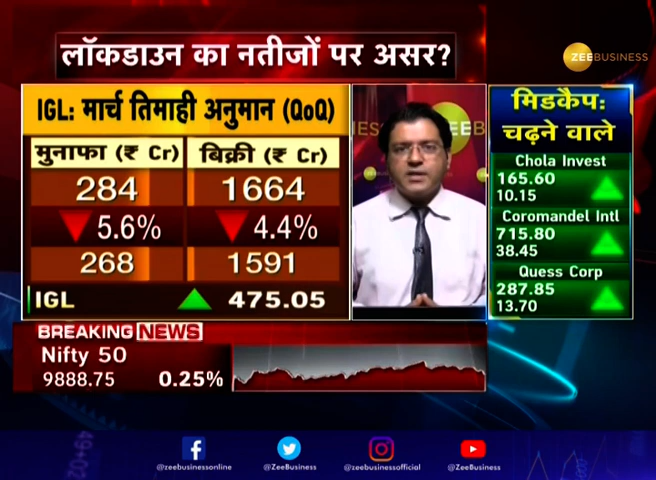 लॉकडाउन का नतीजों पर असर?
ZEEBUSINESS
IGL: मार्च तिमाही अनुमान (QoQ)
मुनाफा (₹ Cr) बिक्री (₹ Cr)
284 1664
5.6% 4.4%
268 1591
IGL 475.05
मिडकैप:
चढ़ने वाले
Chola Invest
165.60
10.15
Coromandel Intl
715.80
38.45
Quess Corp
287.85
13.70
BREAKING NEWS
Nifty 50
9888.75 0.25%
@zeebusinessonline @ZeeBusiness @zeebusinessofficial @ZeeBusiness